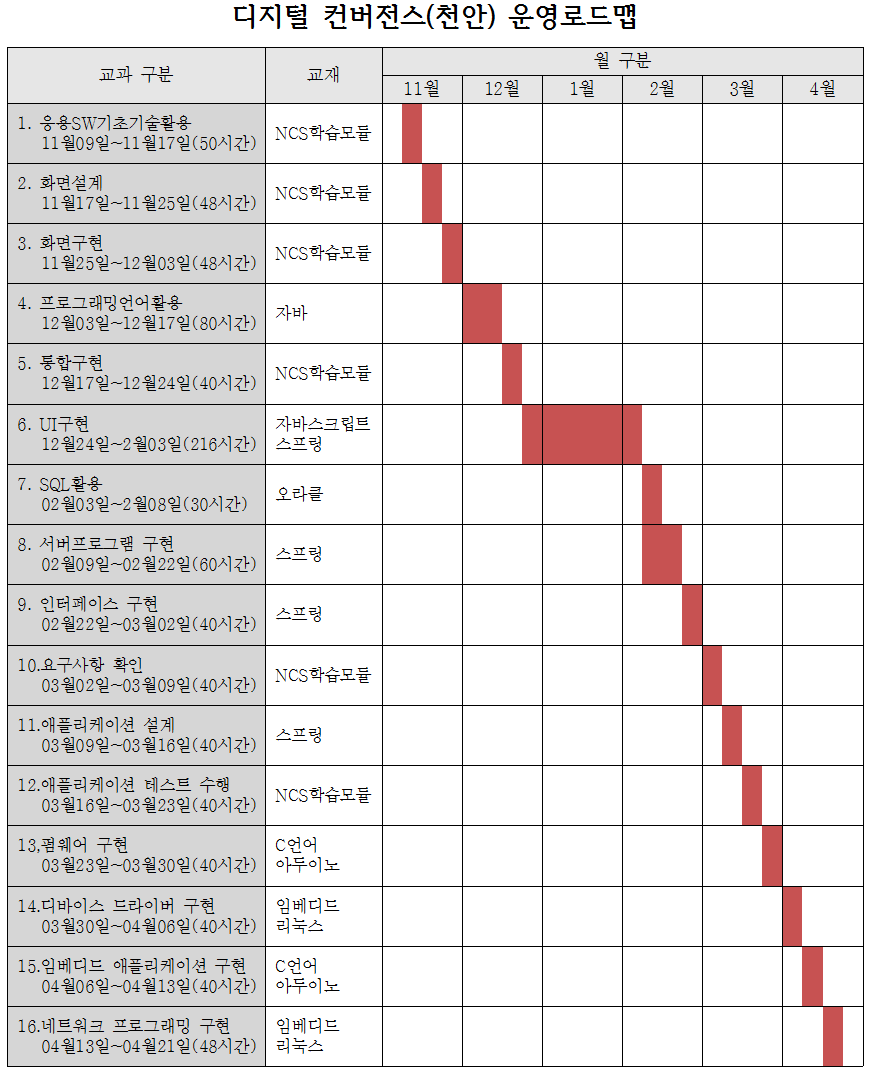 디지털 컨버전스(천안) 운영로드맵
교과 구분
교재
월 구분
11월
12월
1월
2월
3월
4월
1. 응용SW기초기술활용
11월09일~11월17일(50시간)
NCS학습모듈
2. 화면설계
11월17일~11월25일(48시간)
NCS학습모듈
3. 화면구현
11월25일~12월03일(48시간)
NCS학습모듈
4. 프로그래밍언어활용
12월03일~12월17일(80시간)
자바
5. 통합구현
12월17일~12월24일(40시간)
NCS학습모듈
6. UI구현
12월24일~2월03일(216시간)
자바스크립트
스프링
7. SQL활용
02월03일~2월08일(30시간)
오라클
8. 서버프로그램 구현
02월09일~02월22일(60시간)
스프링
9. 인터페이스 구현
02월22일~03월02일(40시간)
스프링
10.요구사항 확인
03월02일~03월09일(40시간)
NCS학습모듈
11.애플리케이션 설계
03월09일~03월16일(40시간)
스프링
12.애플리케이션 테스트 수행
03월16일~03월23일(40시간)
NCS학습모듈
13,펌웨어 구현
03월23일~03월30일(40시간)
C언어
아두이노
14.디바이스 드라이버 구현
03월30일~04월06일(40시간)
임베디드
리눅스
15.임베디드 애플리케이션 구현
04월06일~04월13일(40시간)
C언어
아두이노
16.네트워크 프로그래밍 구현
04월13일~04월21일(48시간)
임베디드
리눅스